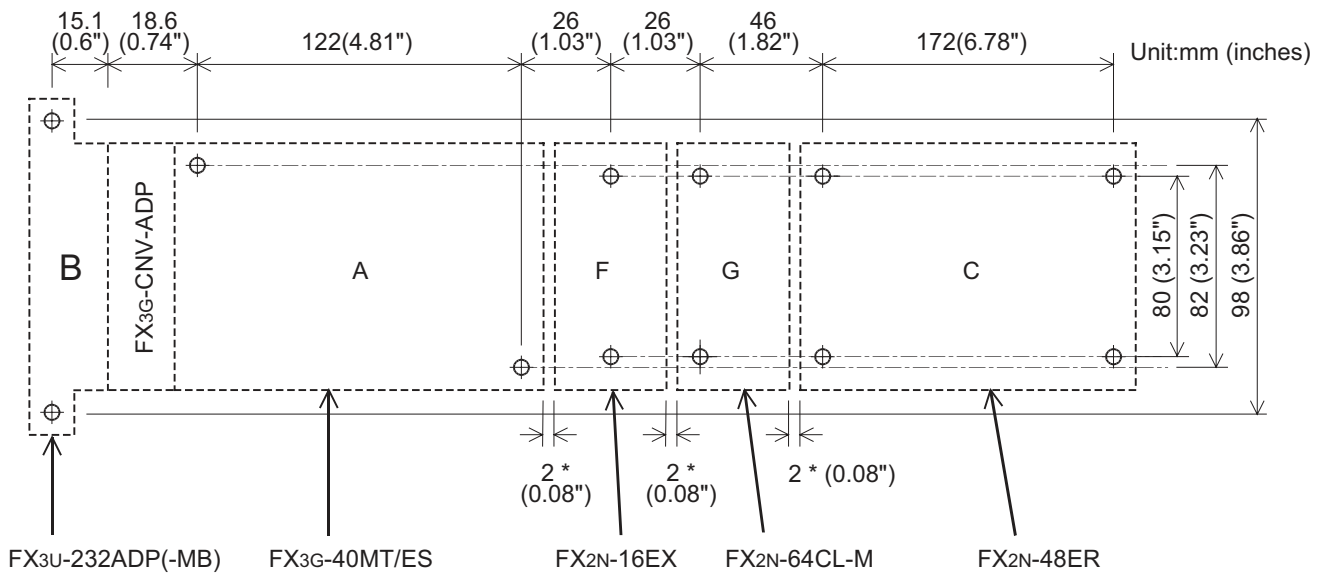 15.1
(0.6")
18.6
(0.74")
122(4.81")
26
(1.03")
26
(1.03")
46
(1.82")
172(6.78")
Unit:mm (inches)
B
FX3G-CNV-ADP
A
F
G
C
80 (3.15")
82 (3.23")
98 (3.86")
2 *
(0.08")
2 *
(0.08")
2 * (0.08")
FX3U-232ADP(-MB)
FX3G-40MT/ES
FX2N-16EX
FX2N-64CL-M
FX2N-48ER